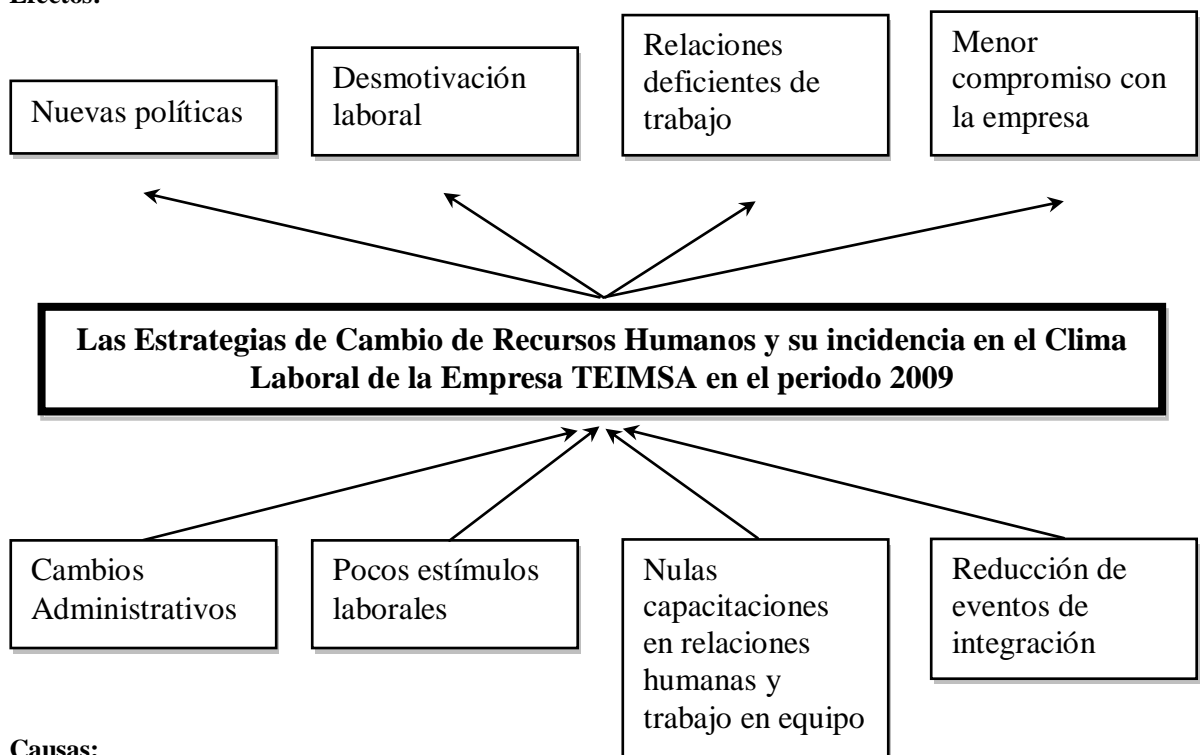 Efectos:
Nuevas políticas
Desmotivación
laboral
Relaciones
deficientes de
trabajo
Menor
compromiso con
la empresa
Las Estrategias de Cambio de Recursos Humanos y su incidencia en el Clima
Laboral de la Empresa TEIMSA en el periodo 2009
Cambios
Administrativos
Pocos estímulos
laborales
Nulas
capacitaciones
en relaciones
humanas y
trabajo en equipo
Reducción de
eventos de
integración
Causas: